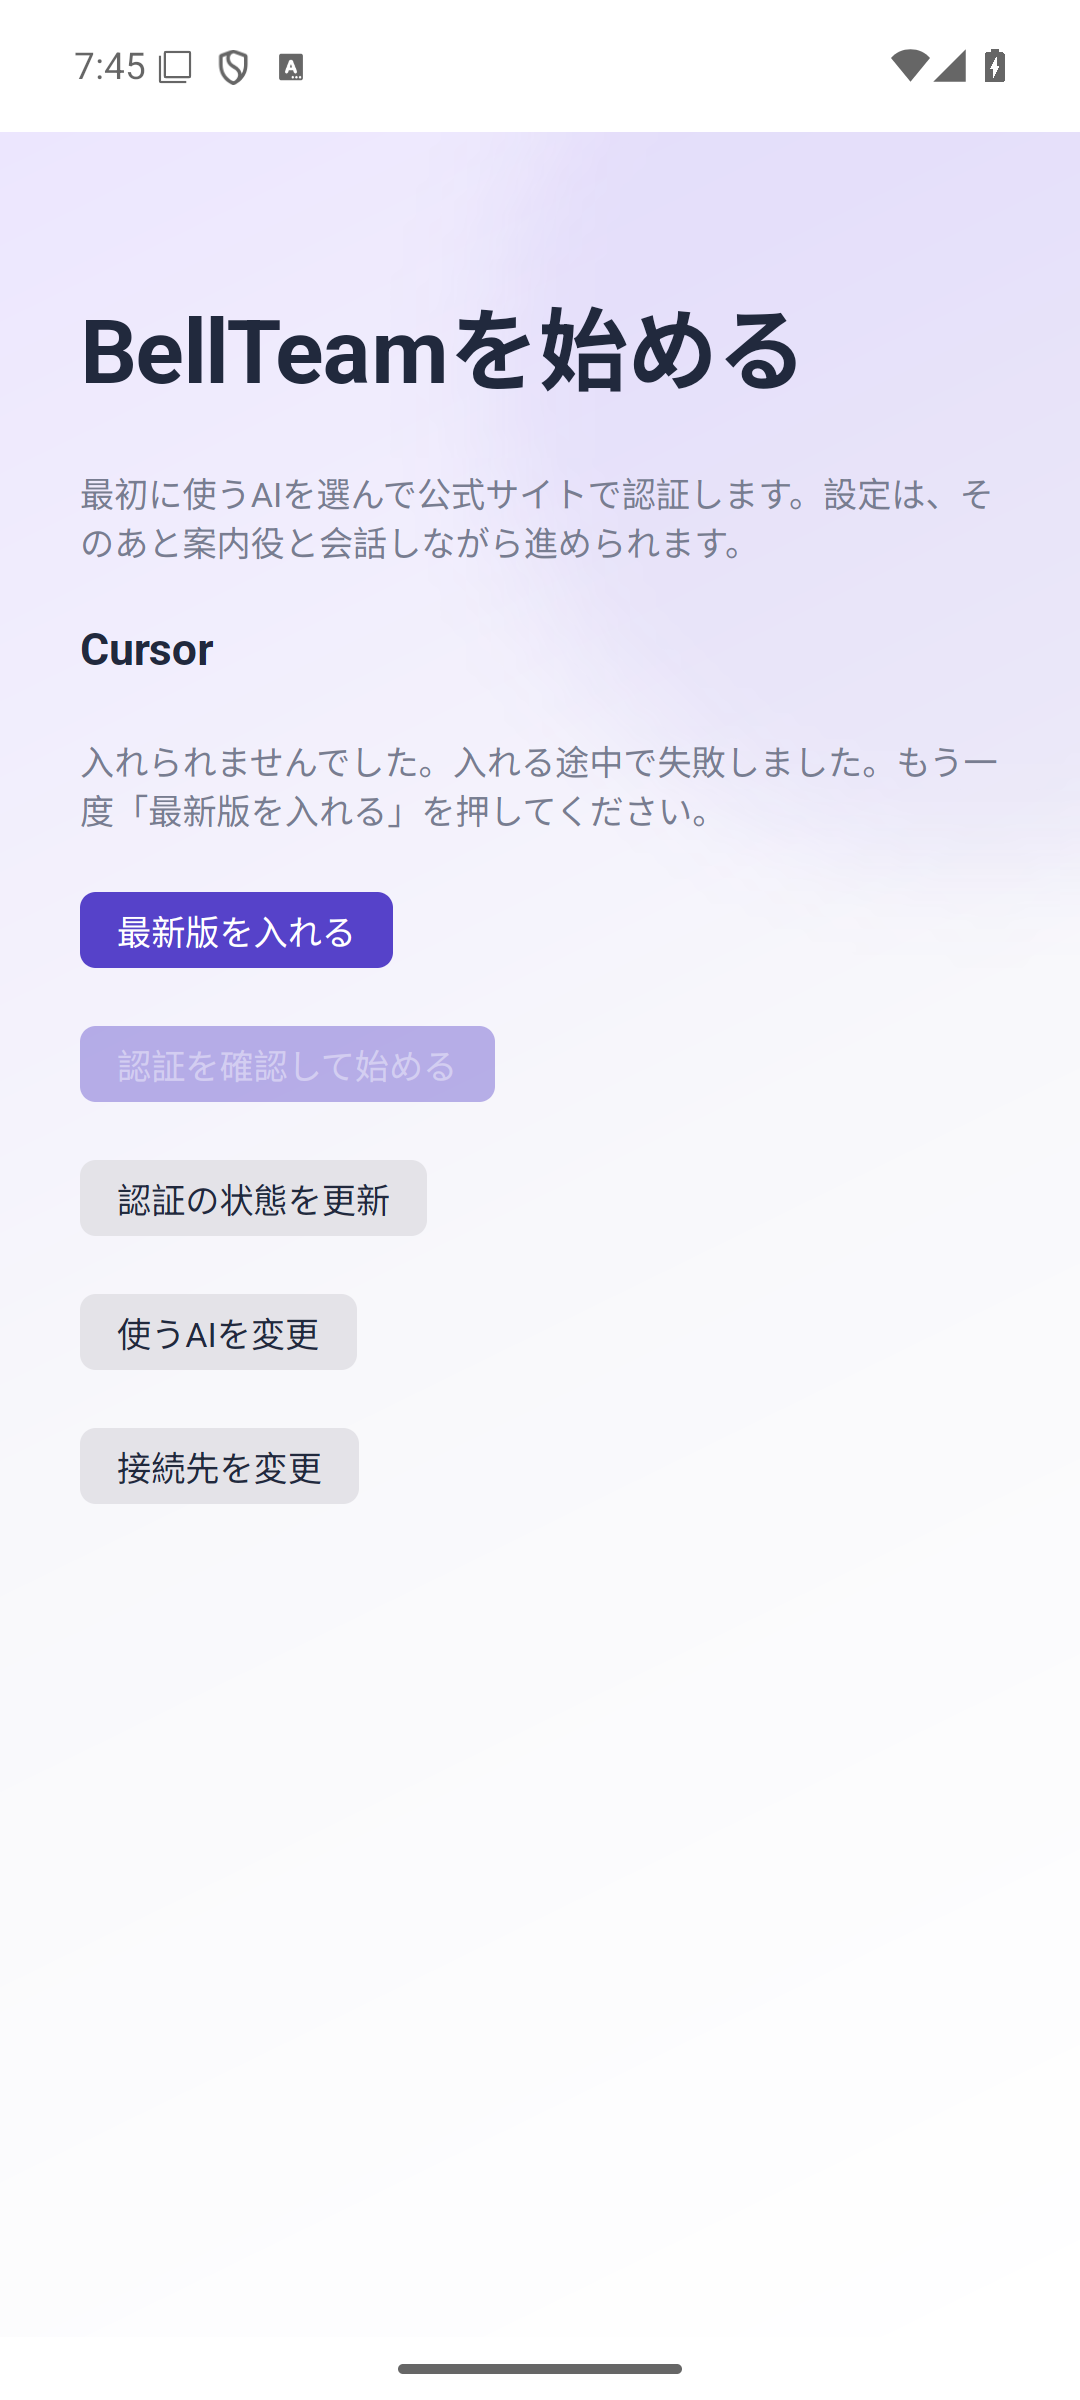 7:45
BellTeamを始める
最初に使うAIを選んで公式サイトで認証します。設定は、そ
のあと案内役と会話しながら進められます。
Cursor
入れられませんでした。入れる途中で失敗しました。もう一
度「最新版を入れる」を押してください。
最新版を入れる
認証を確認して始める
認証の状態を更新
使うAIを変更
接続先を変更